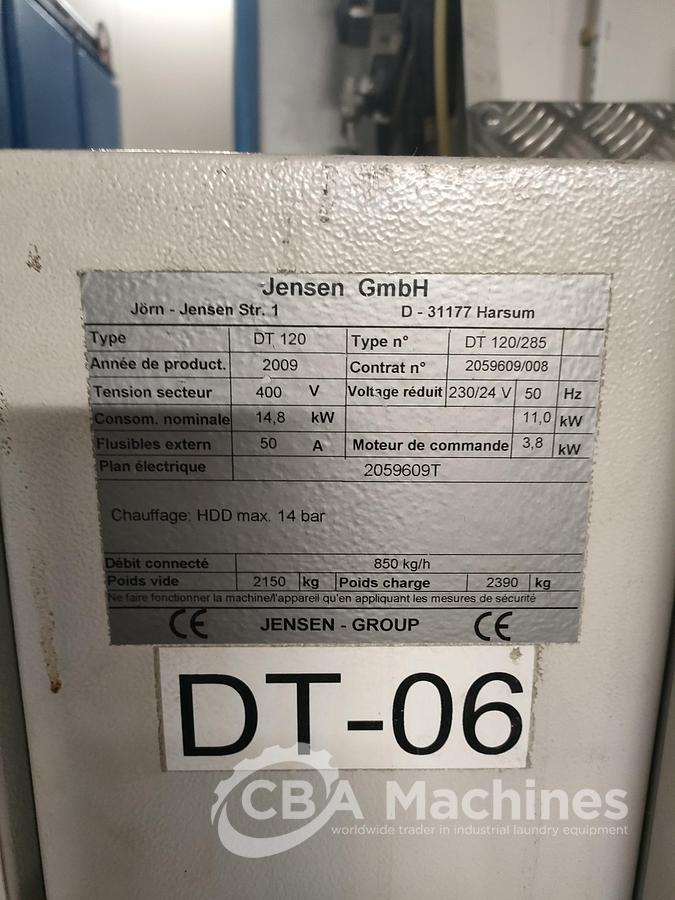 Jensen GmbH
Jörn - Jensen Str. 1 D - 31177 Harsum
Type DT 120 Type n° DT 120/285
Année de product. 2009 Contrat n° 2059609/008
Tension secteur 400 V Voltage réduit 230/24 V 50 Hz
Consom. nominale 14,8 kW 11,0 kW
Flusibles extern 50 A Moteur de commande 3,8 kW
Plan électrique 2059609T
Chauffage: HDD max. 14 bar
Débit connecté 850 kg/h
Poids vide 2150 kg Poids charge 2390 kg
Ne faire fonctionner la machine/l'appareil qu'en appliquant les mesures de sécurité
CE JENSEN - GROUP CE
DT-06
CBA Machines
worldwide trader in industrial laundry equipment